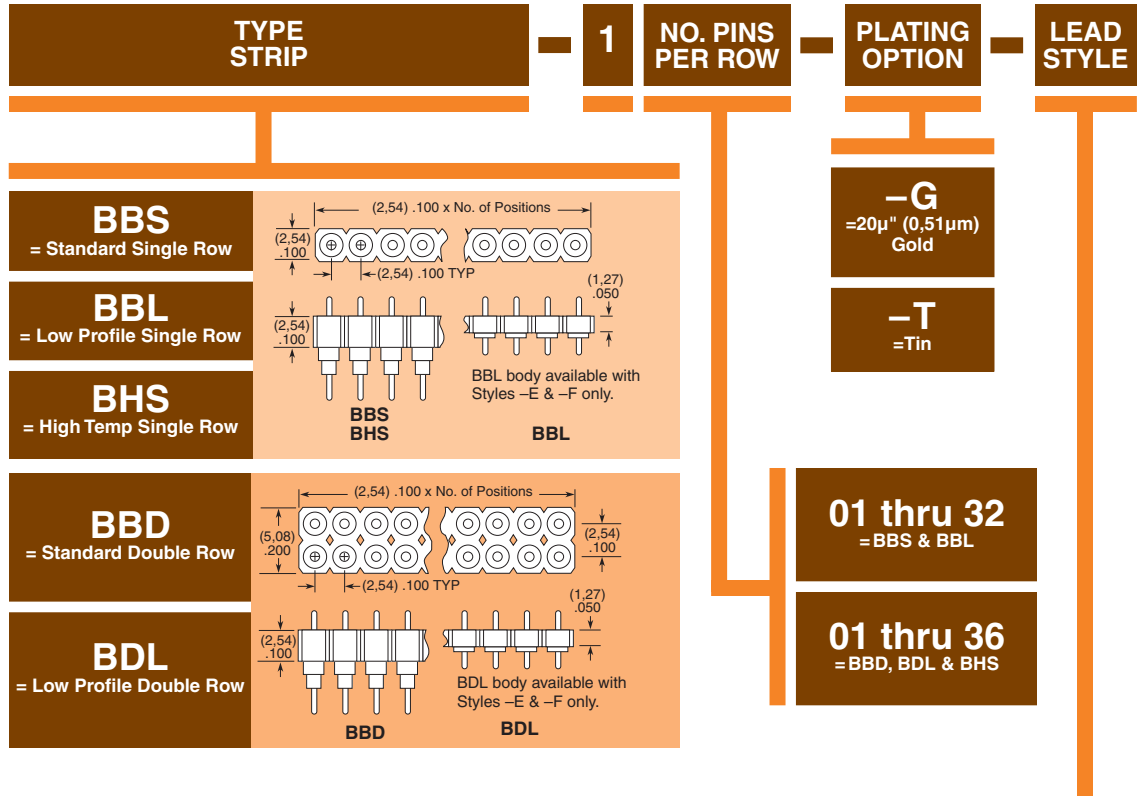 TYPE
STRIP
1
NO. PINS
PER ROW
PLATING
OPTION
LEAD
STYLE
BBS
= Standard Single Row
BBL
= Low Profile Single Row
BHS
= High Temp Single Row
(2,54) .100 x No. of Positions
(2,54)
.100
(2,54) .100 TYP
(2,54)
.100
(1,27)
.050
BBL body available with
Styles –E & –F only.
BBS
BHS
BBL
–G
=20µ" (0,51µm)
Gold
–T
=Tin
BBD
= Standard Double Row
BDL
= Low Profile Double Row
(2,54) .100 x No. of Positions
(5,08)
.200
(2,54)
.100
(2,54) .100 TYP
(2,54)
.100
(1,27)
.050
BDL body available with
Styles –E & –F only.
BBD
BDL
01 thru 32
=BBS & BBL
01 thru 36
=BBD, BDL & BHS